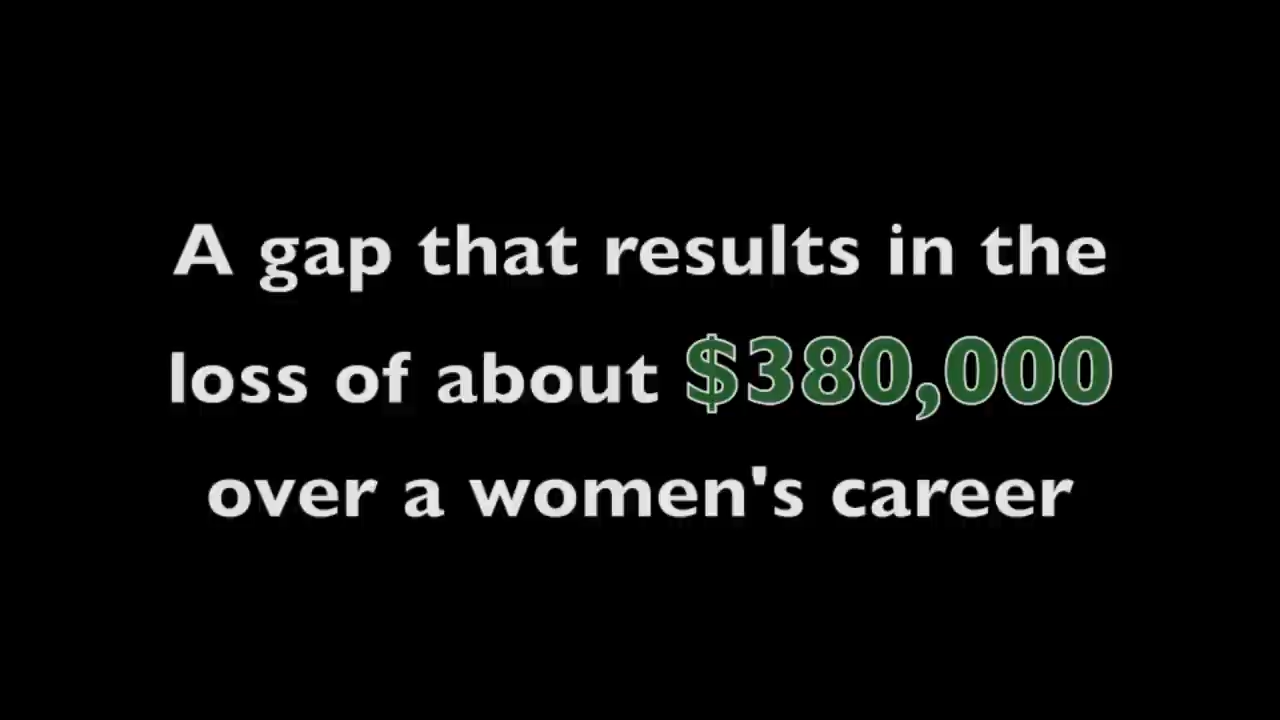 A gap that results in the
loss of about $380,000
over a women's career